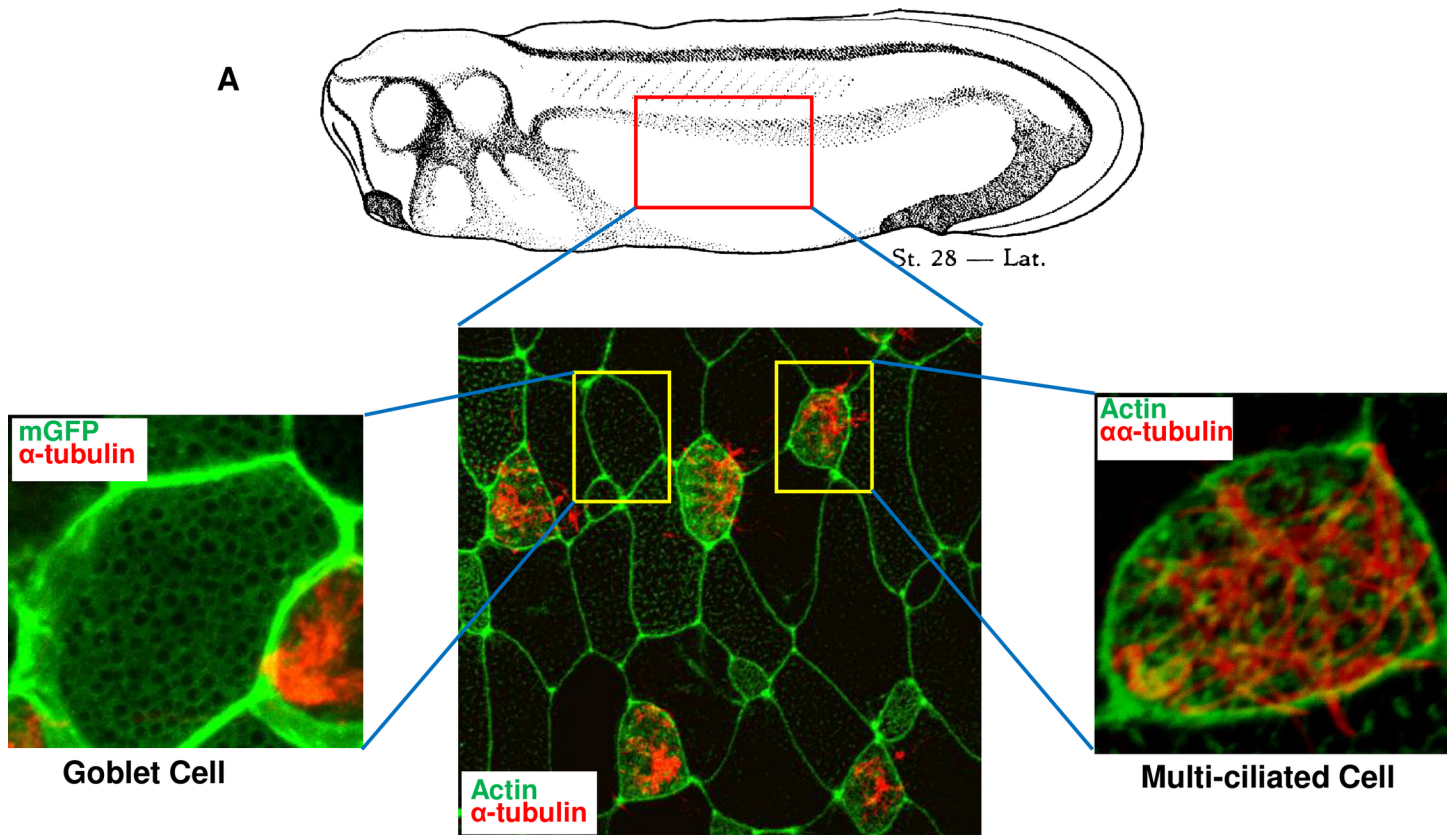 A
St. 28 — Lat.
mGFP
α-tubulin
Actin
αα-tubulin
Goblet Cell
Actin
α-tubulin
Multi-ciliated Cell